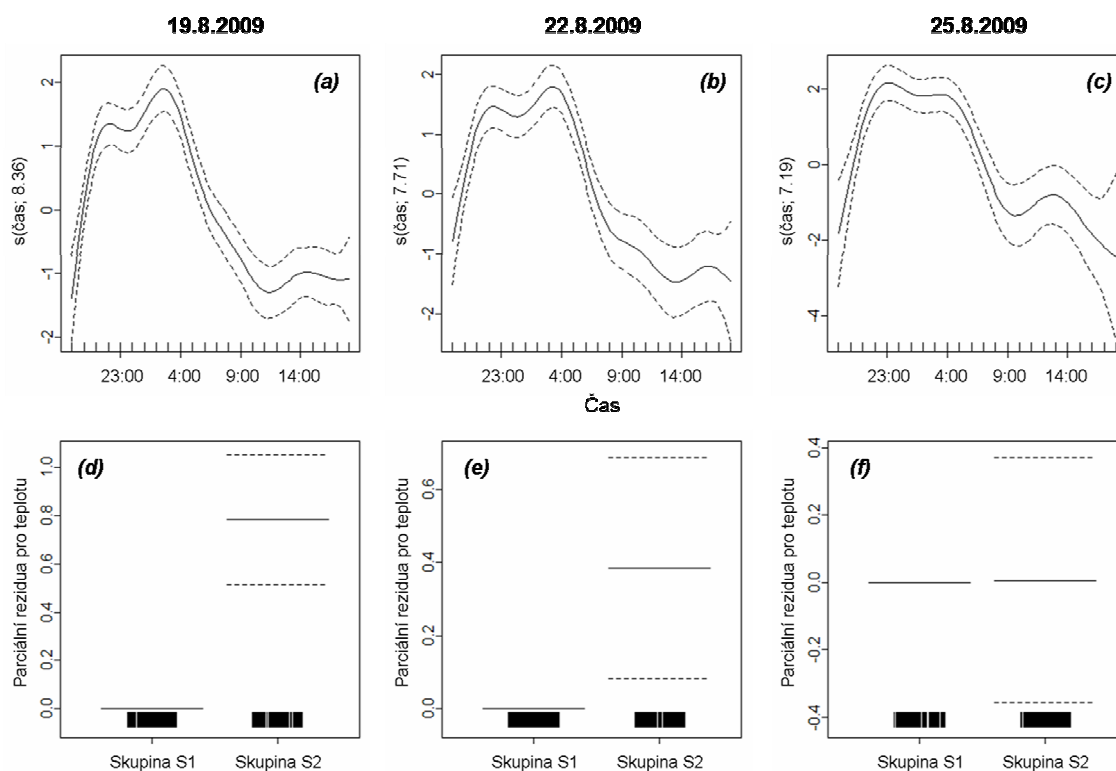 19.8.2009
22.8.2009
25.8.2009
(a)
s(čas; 8.36)
2
1
0
-1
-2
23:00 4:00 9:00 14:00
(b)
s(čas; 7.71)
2
1
0
-1
-2
23:00 4:00 9:00 14:00
(c)
s(čas; 7.19)
2
0
-2
-4
23:00 4:00 9:00 14:00
Čas
(d)
Parciální rezidua pro teplotu
1.0
0.8
0.6
0.4
0.2
0.0
Skupina S1 Skupina S2
(e)
Parciální rezidua pro teplotu
0.6
0.4
0.2
0.0
Skupina S1 Skupina S2
(f)
Parciální rezidua pro teplotu
0.4
0.2
0.0
-0.2
-0.4
Skupina S1 Skupina S2